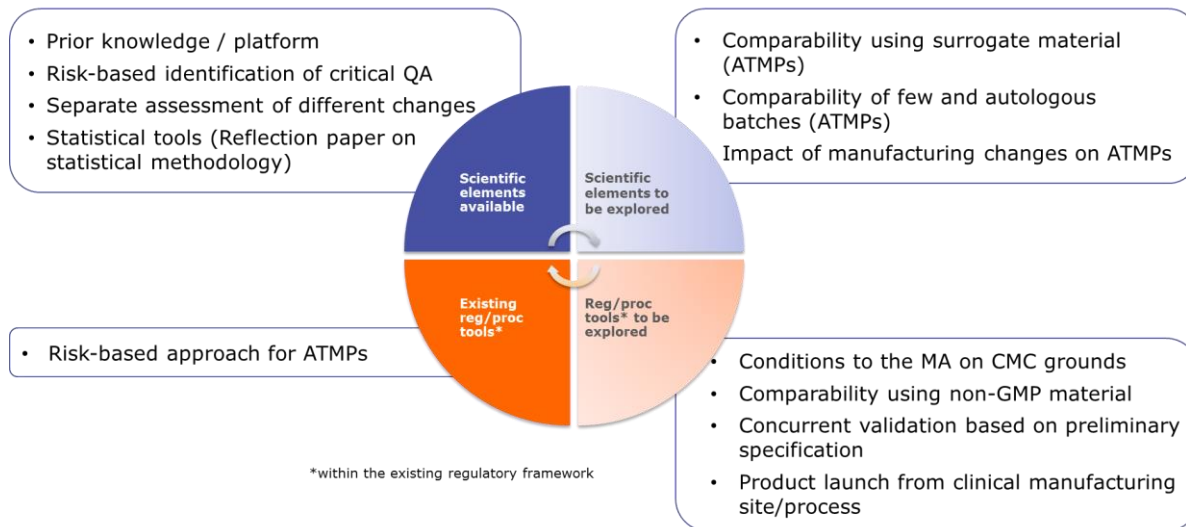 • Prior knowledge / platform
• Risk-based identification of critical QA
• Separate assessment of different changes
• Statistical tools (Reflection paper on
statistical methodology)
• Comparability using surrogate material
(ATMPs)
• Comparability of few and autologous
batches (ATMPs)
Impact of manufacturing changes on ATMPs
Scientific
elements
available
Scientific
elements to
be explored
Existing
reg/proc
tools*
Reg/proc
tools* to be
explored
• Risk-based approach for ATMPs
• Conditions to the MA on CMC grounds
• Comparability using non-GMP material
• Concurrent validation based on preliminary
specification
• Product launch from clinical manufacturing
site/process
*within the existing regulatory framework